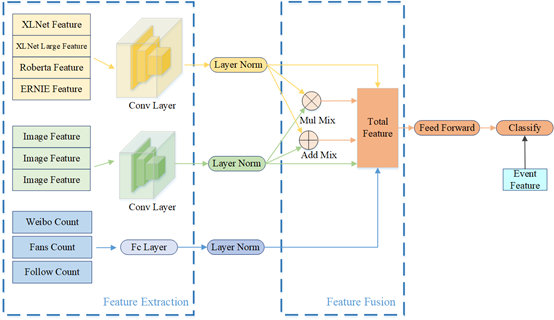 XLNet Feature
XLNet Large Feature
Roberta Feature
ERNIE Feature
Conv Layer
Layer Norm
Mul Mix
Add Mix
Total
Feature
Feed Forward
Classify
Event
Feature
Image Feature
Image Feature
Image Feature
Conv Layer
Layer Norm
Weibo Count
Fans Count
Follow Count
Fc Layer
Layer Norm
Feature Extraction
Feature Fusion